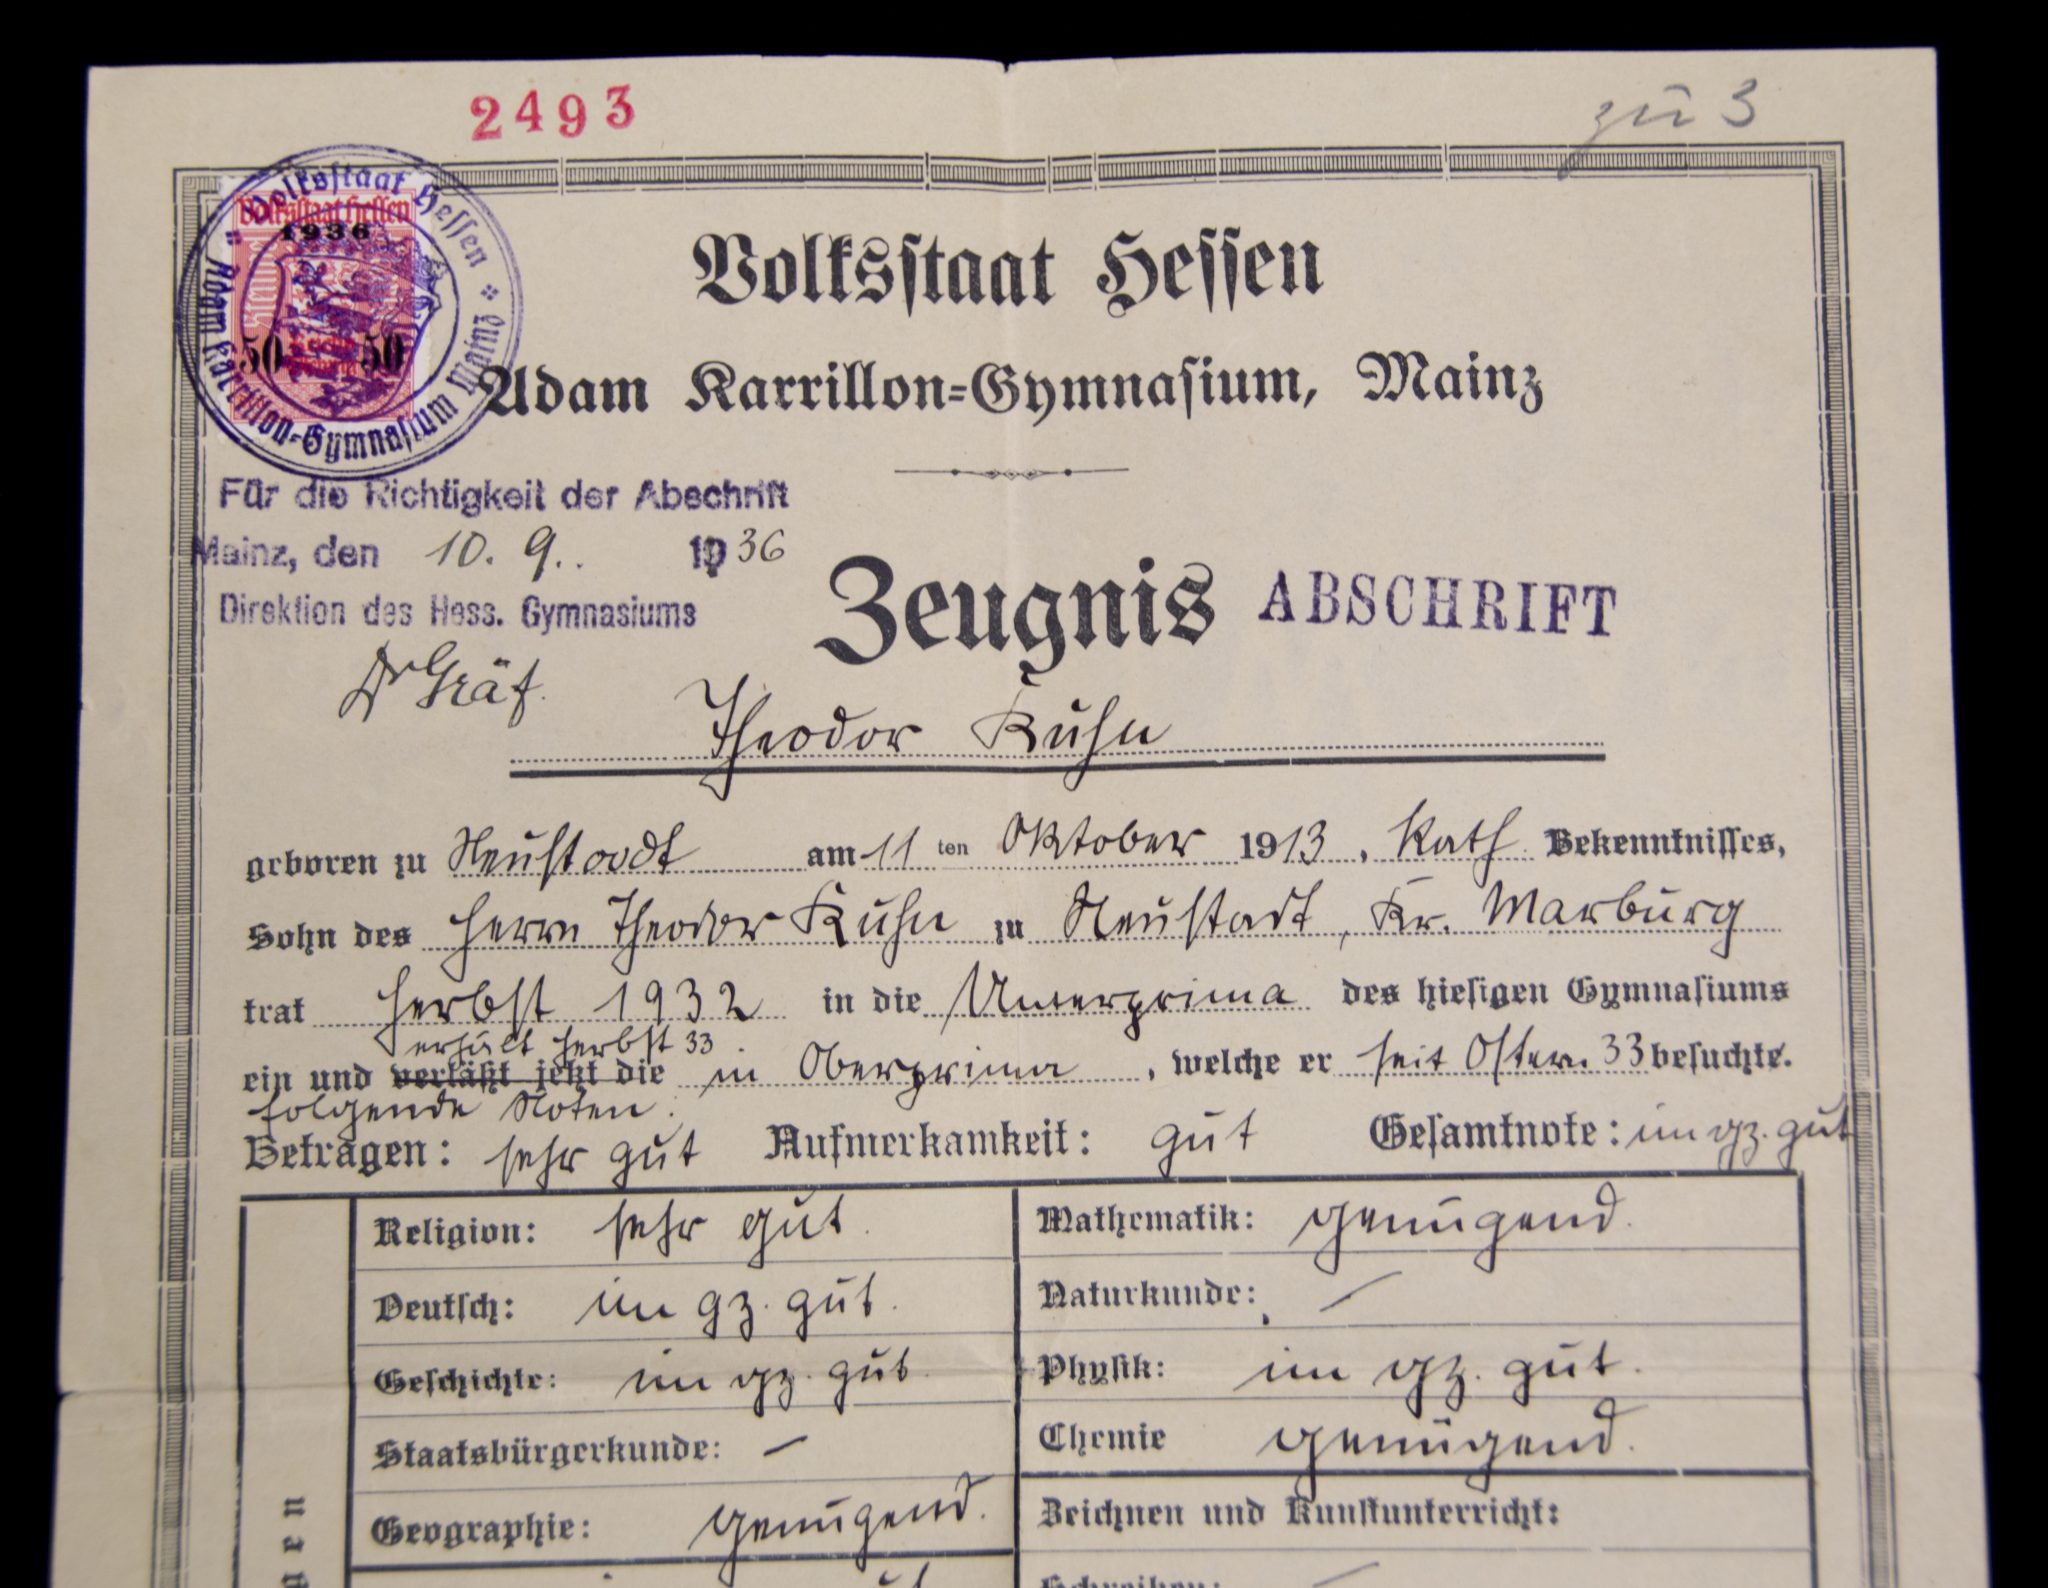 2493
zu 3
Volksstaat Hessen
Adam Karrillon-Gymnasium Mainz
Volksstaat Hessen
1936
50 50
Volksstaat Hessen
Adam Karrillon-Gymnasium, Mainz
Für die Richtigkeit der Abschrift
Mainz, den 10. 9.. 1936
Direktion des Hess. Gymnasiums
Dr Gräf.
Zeugnis ABSCHRIFT
Theodor Kuhn
geboren zu Neustadt am 11 ten Oktober 1913, Kath. Bekenntnisses,
Sohn des Herrn Theodor Kuhn zu Neustadt, Kr. Marburg
trat Herbst 1932 in die Unterprima des hiesigen Gymnasiums
erhält Herbst 33
ein und verläßt jetzt die in Oberprima, welche er seit Ostern 33 besuchte.
folgende Noten:
Betragen: sehr gut Aufmerksamkeit: gut Gesamtnote: im gz. gut
Religion: sehr gut.
Deutsch: im gz. gut.
Geschichte: im gz. gut.
Staatsbürgerkunde: –
Geographie: genügend.
Mathematik: genügend.
Naturkunde: –
Physik: im gz. gut.
Chemie genügend.
Zeichnen und Kunstunterricht:
Schreiben: –